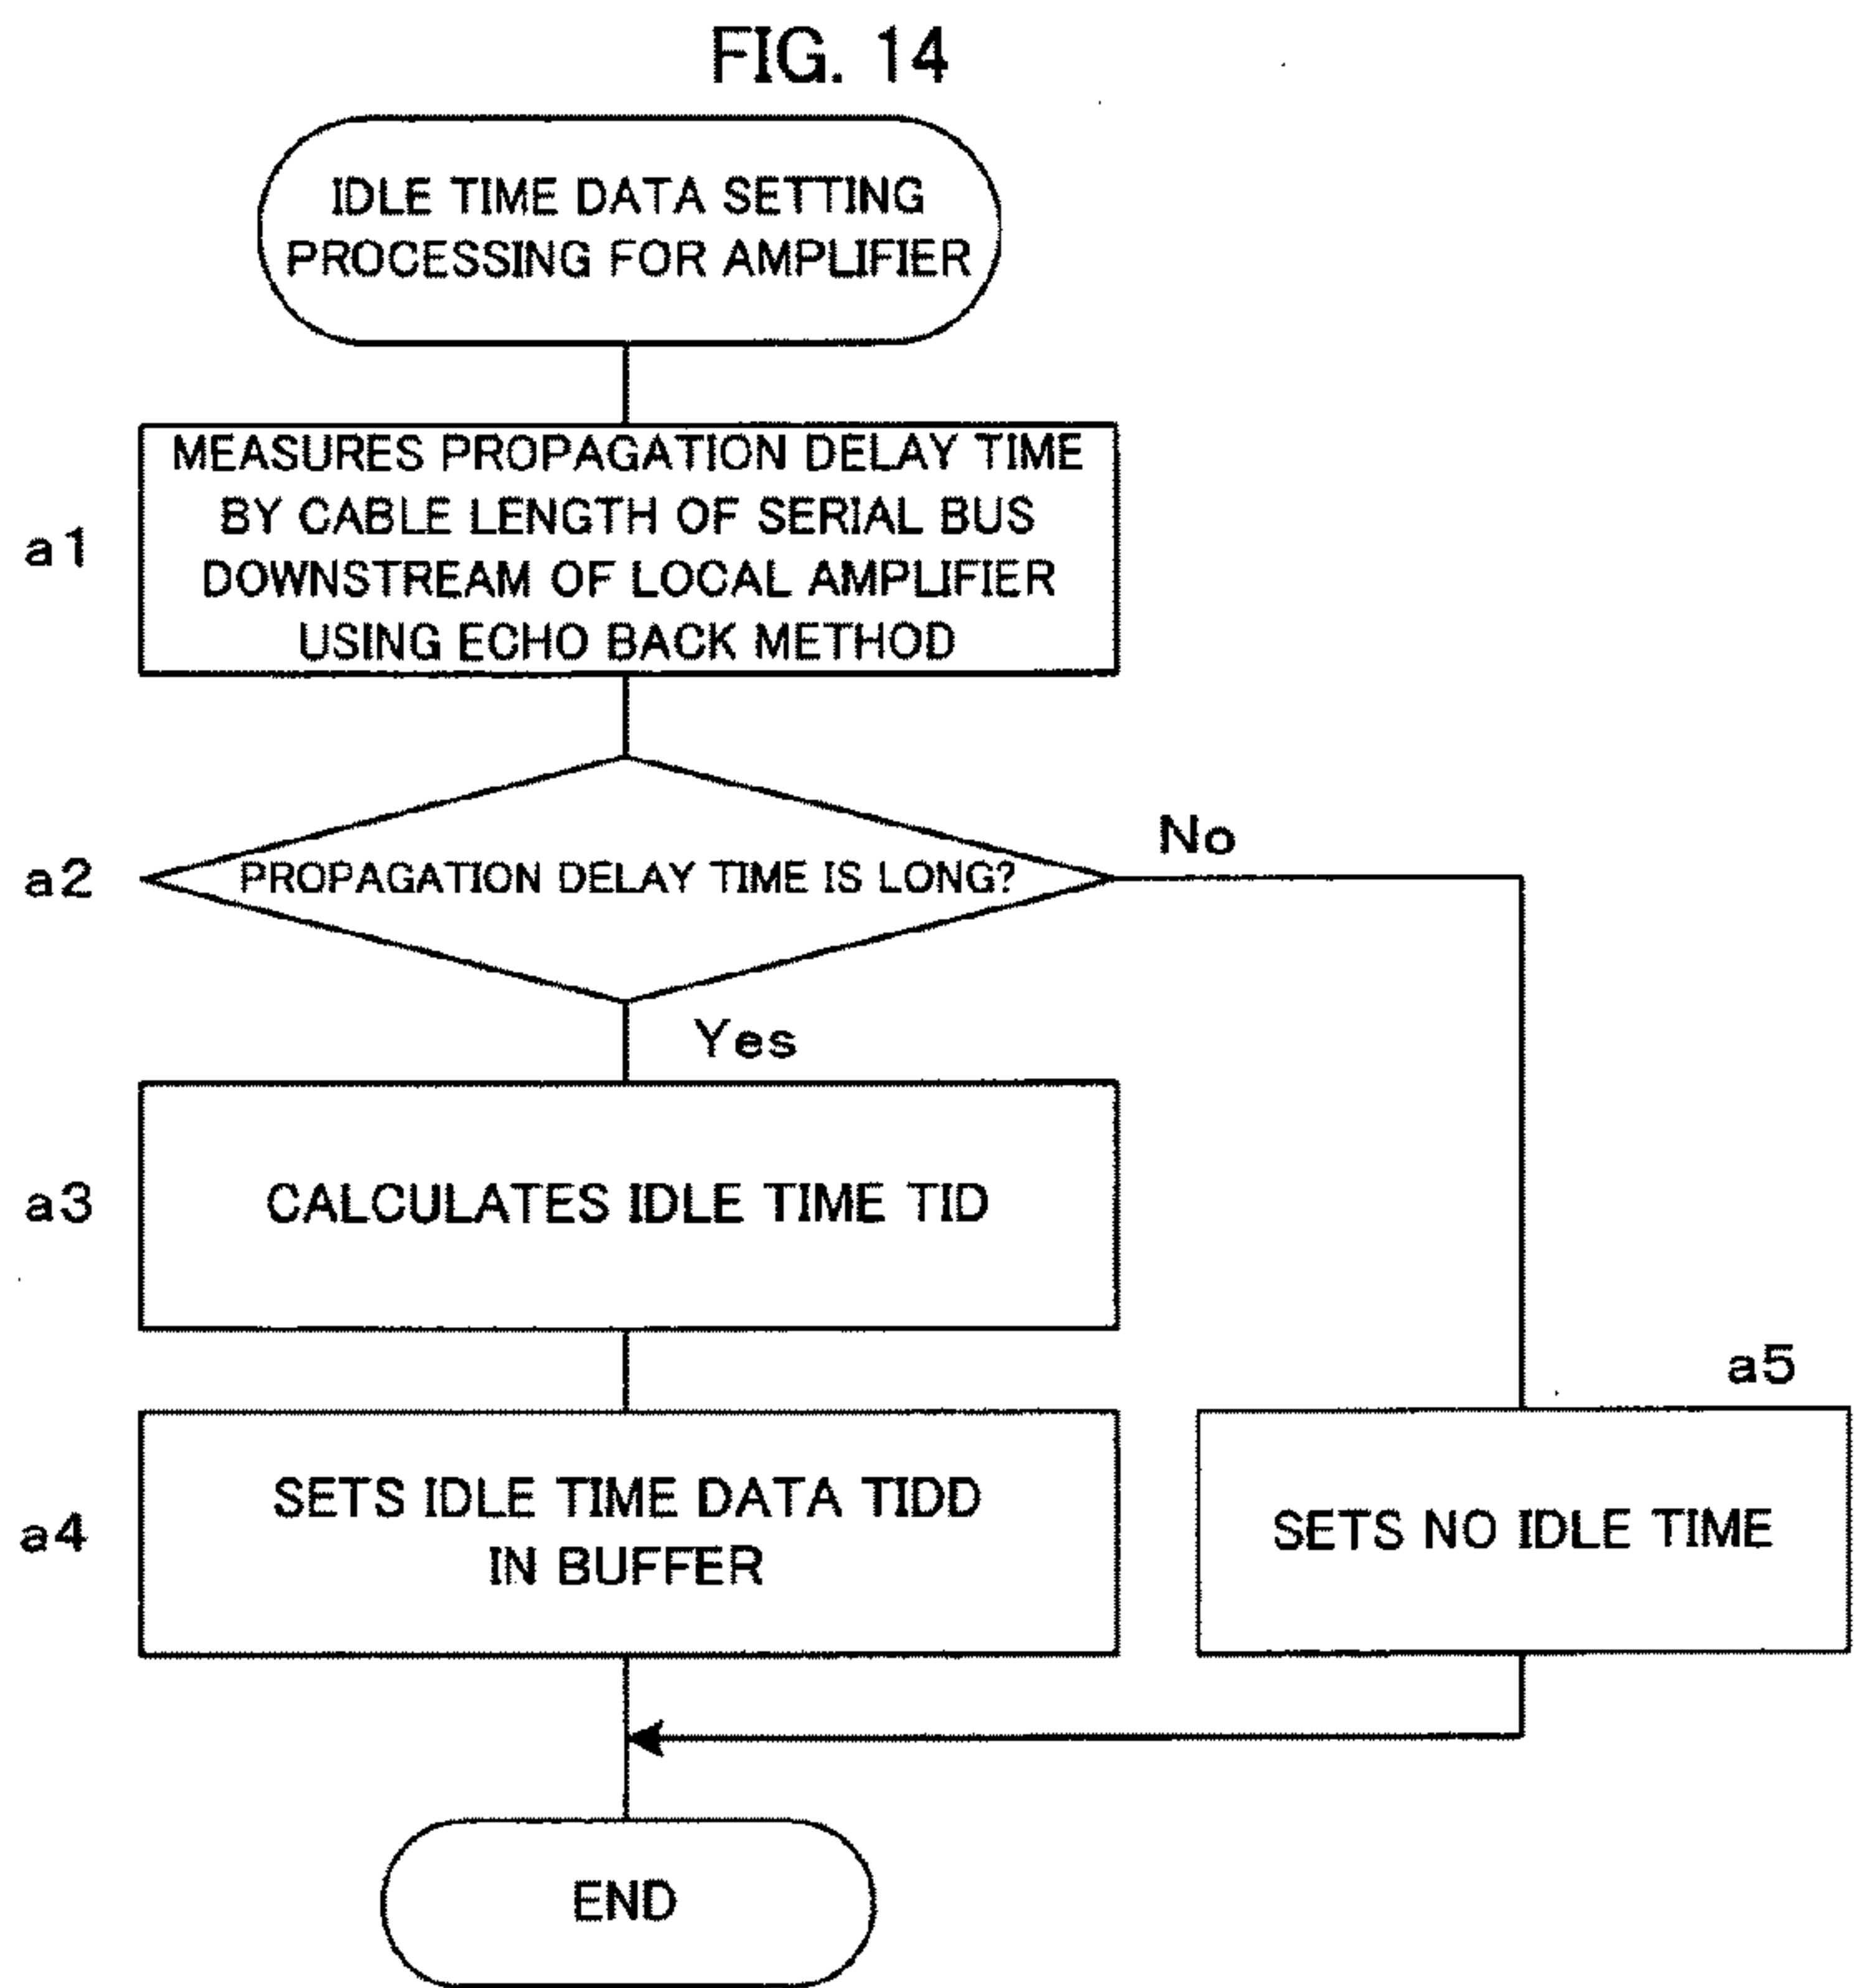 FIG. 14
IDLE TIME DATA SETTING
PROCESSING FOR AMPLIFIER
a1
MEASURES PROPAGATION DELAY TIME
BY CABLE LENGTH OF SERIAL BUS
DOWNSTREAM OF LOCAL AMPLIFIER
USING ECHO BACK METHOD
a2
PROPAGATION DELAY TIME IS LONG?
No
Yes
a3
CALCULATES IDLE TIME TID
a4
SETS IDLE TIME DATA TIDD
IN BUFFER
a5
SETS NO IDLE TIME
END